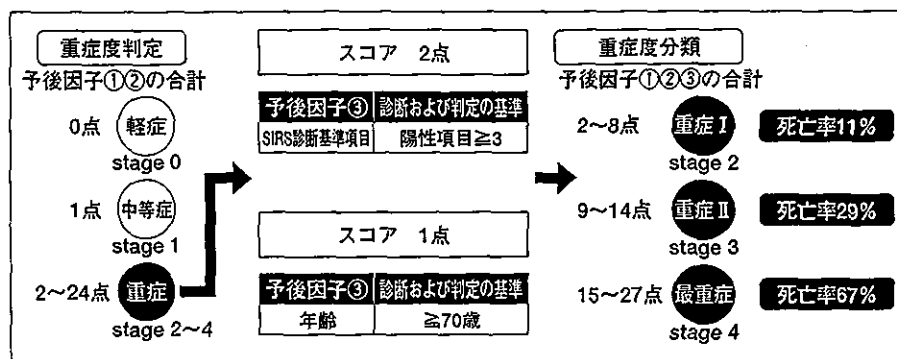 重症度判定
予後因子①②の合計
0点 軽症
stage 0
1点 中等症
stage 1
2～24点 重症
stage 2～4
スコア 2点
予後因子③ 診断および判定の基準
SIRS診断基準項目 陽性項目≧3
スコア 1点
予後因子③ 診断および判定の基準
年齢 ≧70歳
重症度分類
予後因子①②③の合計
2～8点 重症Ⅰ 死亡率11%
stage 2
9～14点 重症Ⅱ 死亡率29%
stage 3
15～27点 最重症 死亡率67%
stage 4